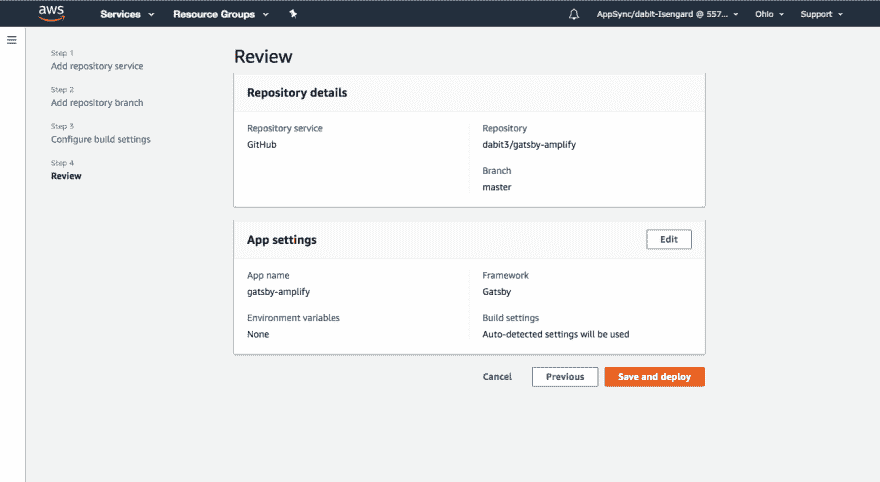 aws Services Resource Groups AppSync/dabit-Isengard @ 557... Ohio Support
Step 1
Add repository service
Step 2
Add repository branch
Step 3
Configure build settings
Step 4
Review
Review
Repository details
Repository service
GitHub
Repository
dabit3/gatsby-amplify
Branch
master
App settings
Edit
App name
gatsby-amplify
Framework
Gatsby
Environment variables
None
Build settings
Auto-detected settings will be used
Cancel Previous Save and deploy